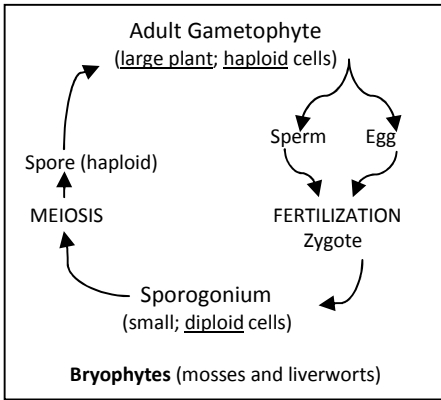 Adult Gametophyte
(large plant; haploid cells)
Sperm Egg
Spore (haploid)
MEIOSIS FERTILIZATION
Zygote
Sporogonium
(small; diploid cells)
Bryophytes (mosses and liverworts)